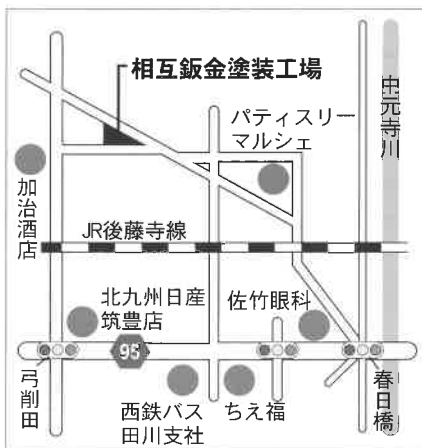 相互鈑金塗装工場
パティスリー
マルシェ
中元寺川
加治酒店
JR後藤寺線
北九州日産
筑豊店
佐竹眼科
95
弓削田
西鉄バス
田川支社
ちえ福
春日橋